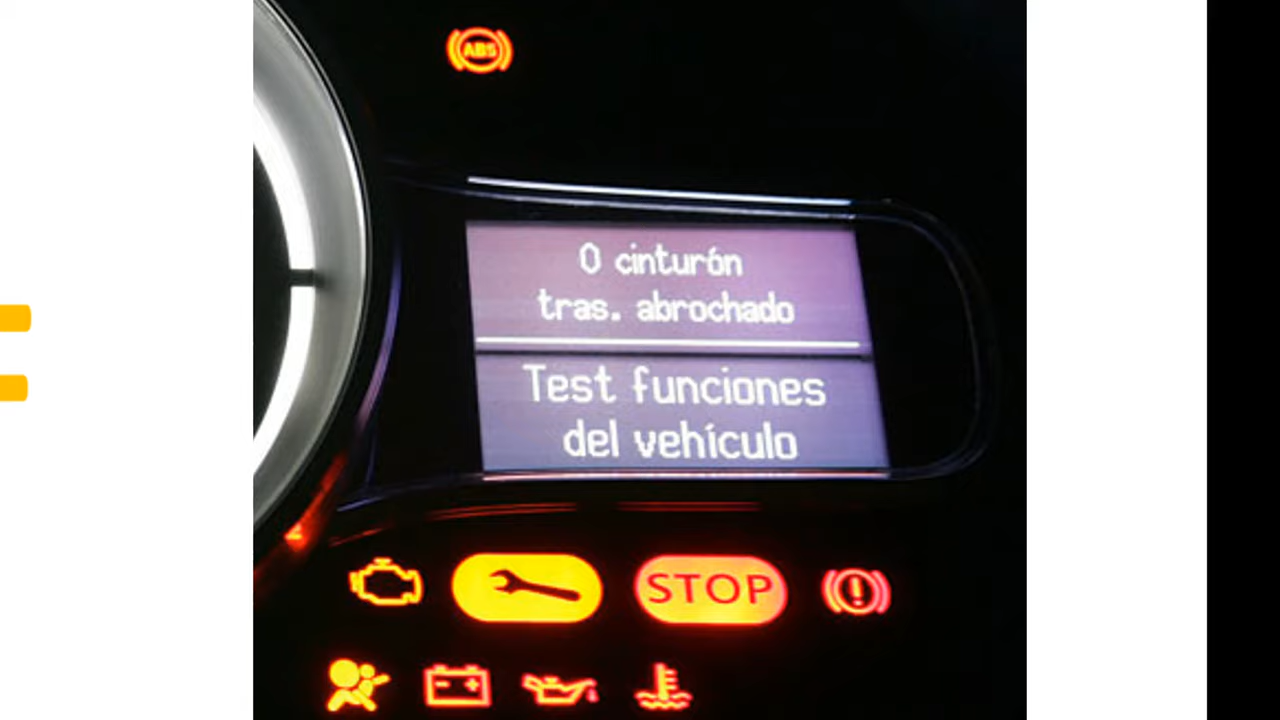 ABS
0 cinturón
tras. abrochado
Test funciones
del vehículo
STOP